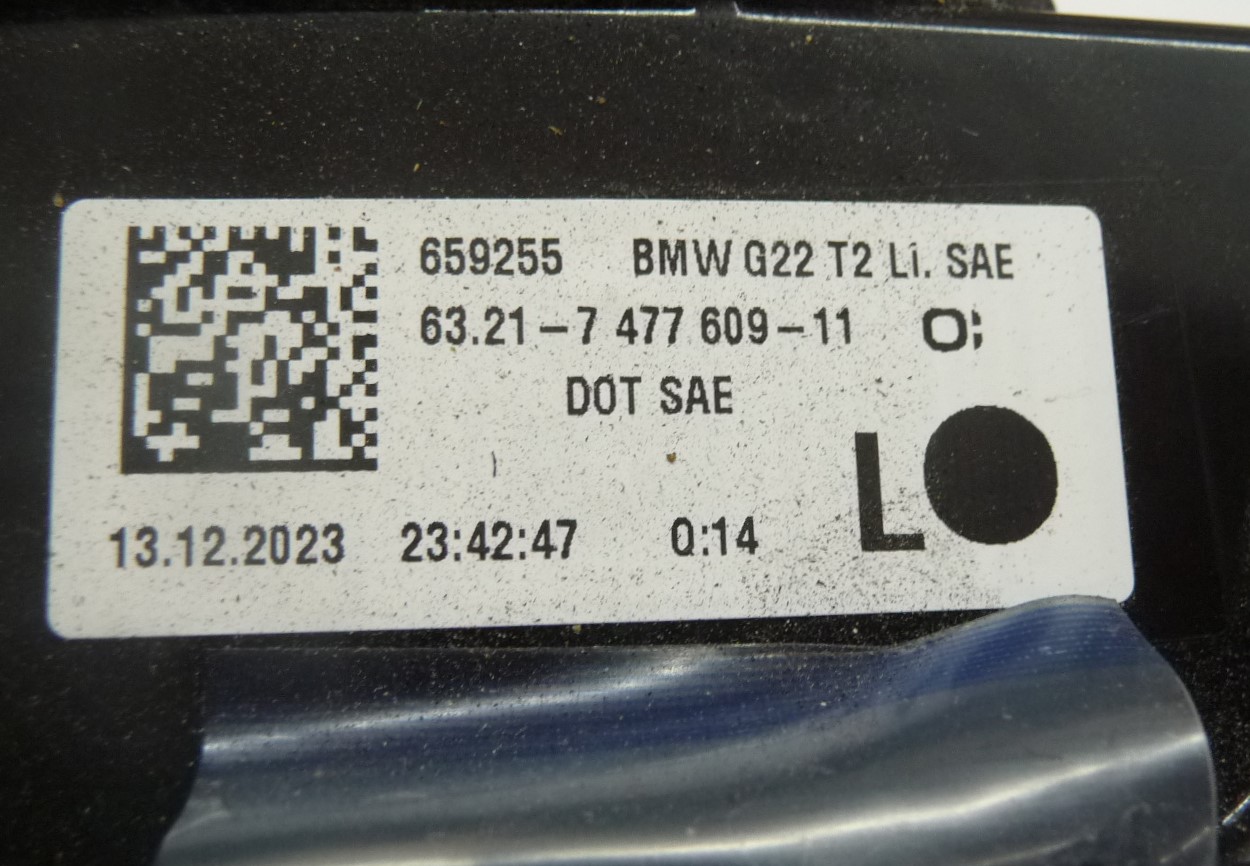 659255 BMW G22 T2 Li. SAE
63.21-7 477 609-11
DOT SAE
L
13.12.2023 23:42:47 Q:14